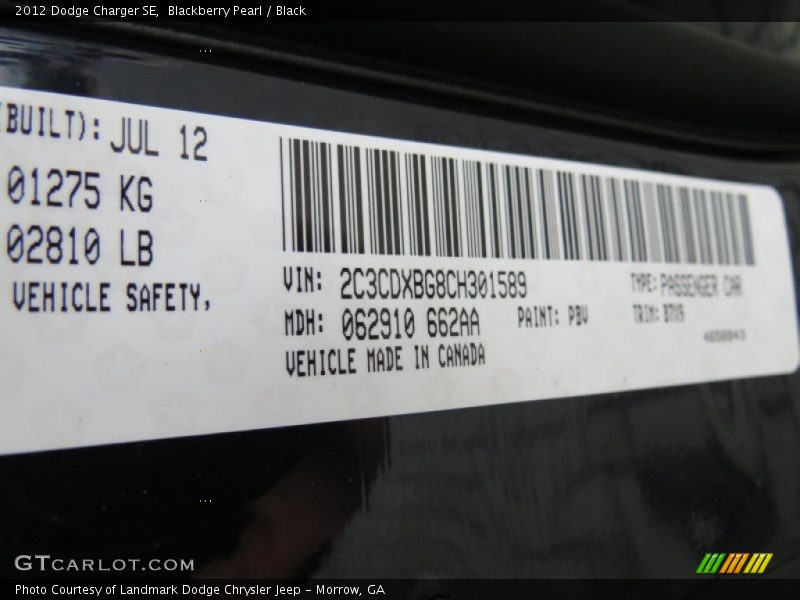 2012 Dodge Charger SE, Blackberry Pearl / Black
(BUILT): JUL 12
01275 KG
02810 LB
VEHICLE SAFETY,
VIN: 2C3CDXBG8CH301589 TYPE: PASSENGER CAR
MDH: 062910 662AA PAINT: PBV TRIM: B7V9
VEHICLE MADE IN CANADA
GTCARLOT.COM
Photo Courtesy of Landmark Dodge Chrysler Jeep - Morrow, GA